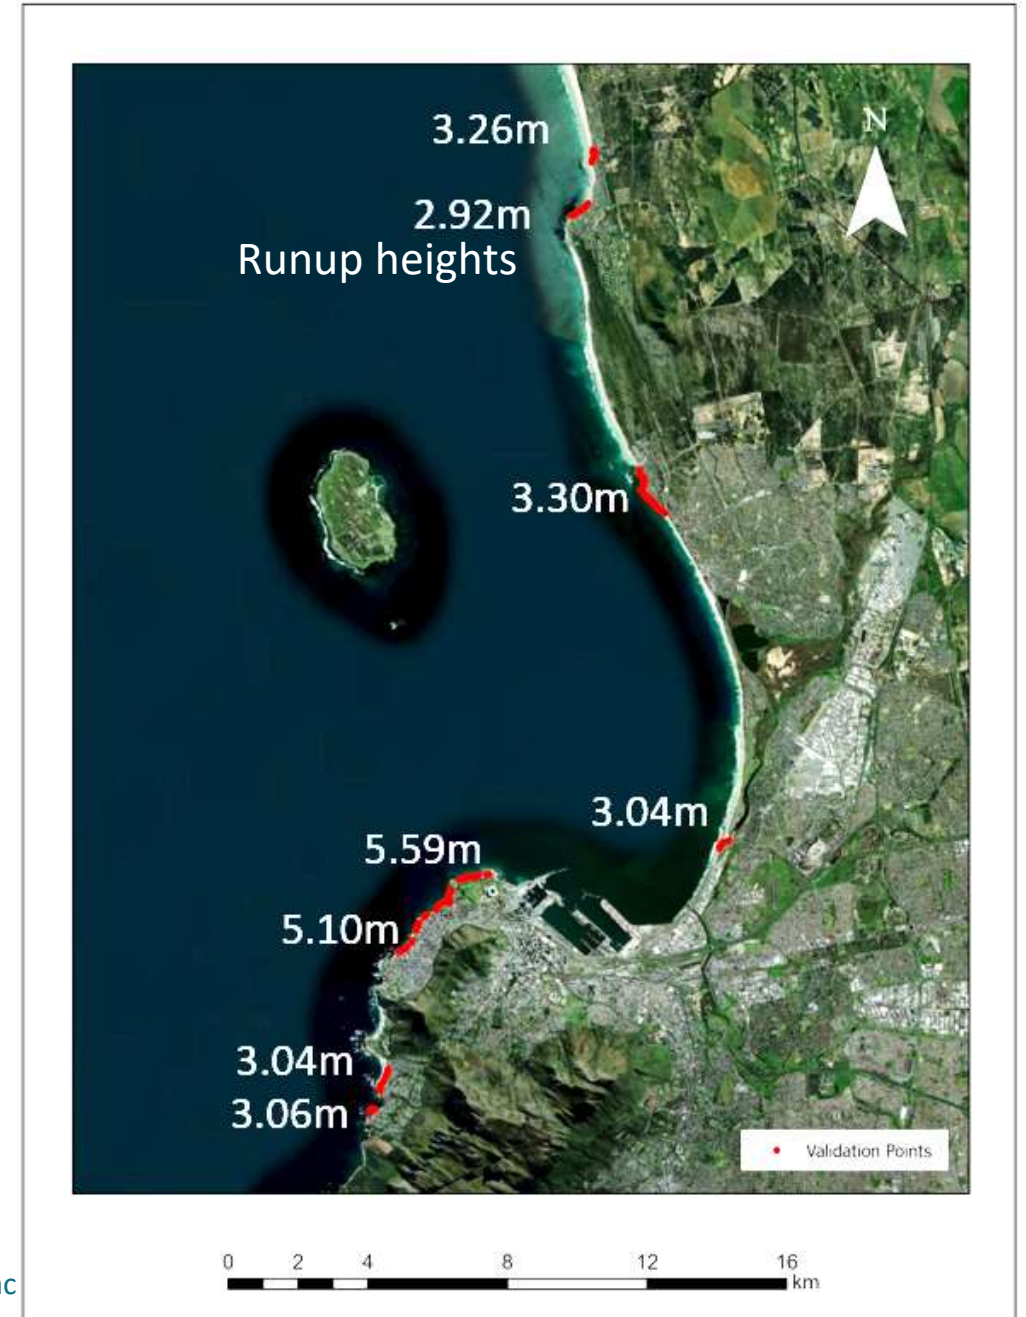 N
3.26m
2.92m
Runup heights
3.30m
3.04m
5.59m
5.10m
3.04m
3.06m
Validation Points
0 2 4 8 12 16
km